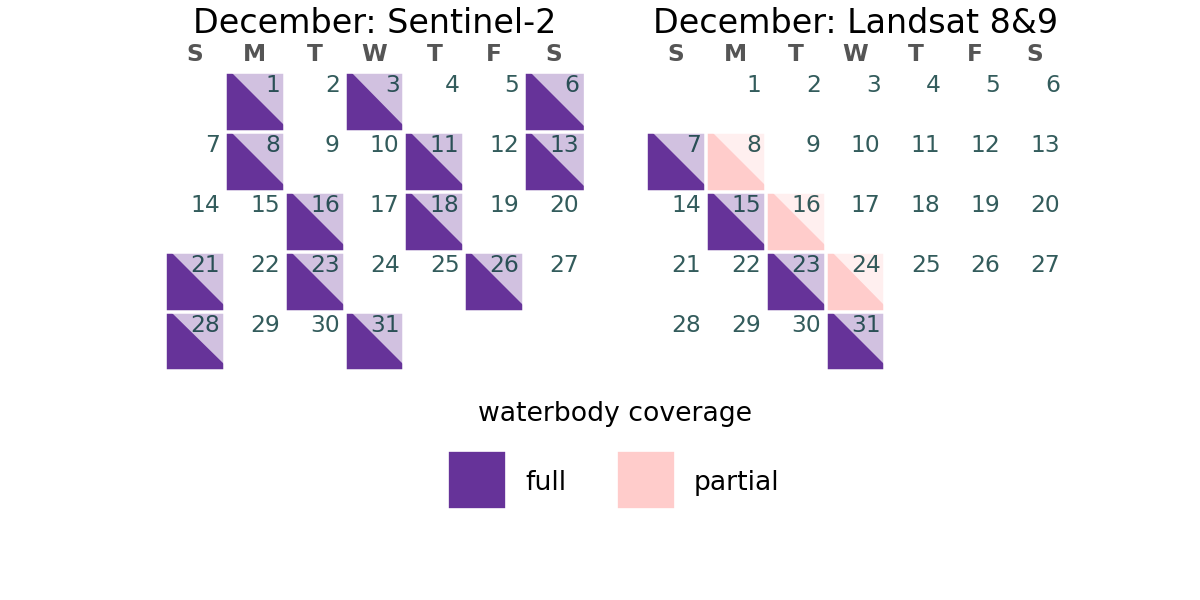 December: Sentinel-2
S M T W T F S
1 2 3 4 5 6
7 8 9 10 11 12 13
14 15 16 17 18 19 20
21 22 23 24 25 26 27
28 29 30 31
December: Landsat 8&9
S M T W T F S
1 2 3 4 5 6
7 8 9 10 11 12 13
14 15 16 17 18 19 20
21 22 23 24 25 26 27
28 29 30 31
waterbody coverage
full partial